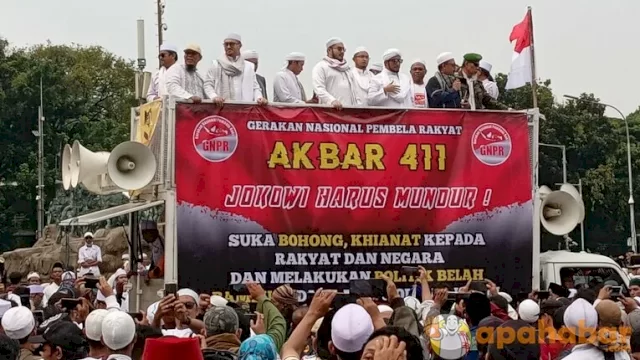 GERAKAN NASIONAL PEMBELA RAKYAT
GNPR
GNPR
AKBAR 411
JOKOWI HARUS MUNDUR !
SUKA BOHONG, KHIANAT KEPADA
RAKYAT DAN NEGARA
DAN MELAKUKAN POLITIK BELAH
apahabar